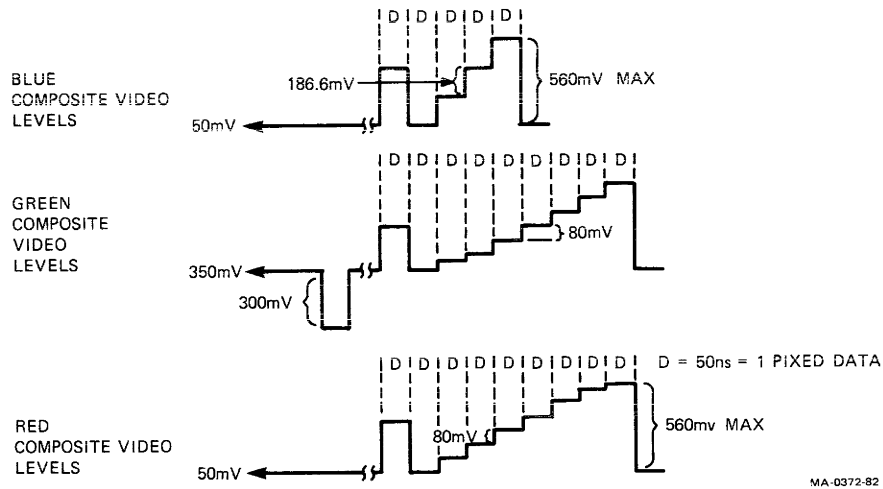 D D D D D
BLUE
COMPOSITE VIDEO
LEVELS
186.6mV
560mV MAX
50mV
D D D D D D D D D
GREEN
COMPOSITE
VIDEO
LEVELS
80mV
350mV
300mV
D D D D D D D D D
D = 50ns = 1 PIXED DATA
RED
COMPOSITE VIDEO
LEVELS
80mV
560mv MAX
50mV
MA-0372-82